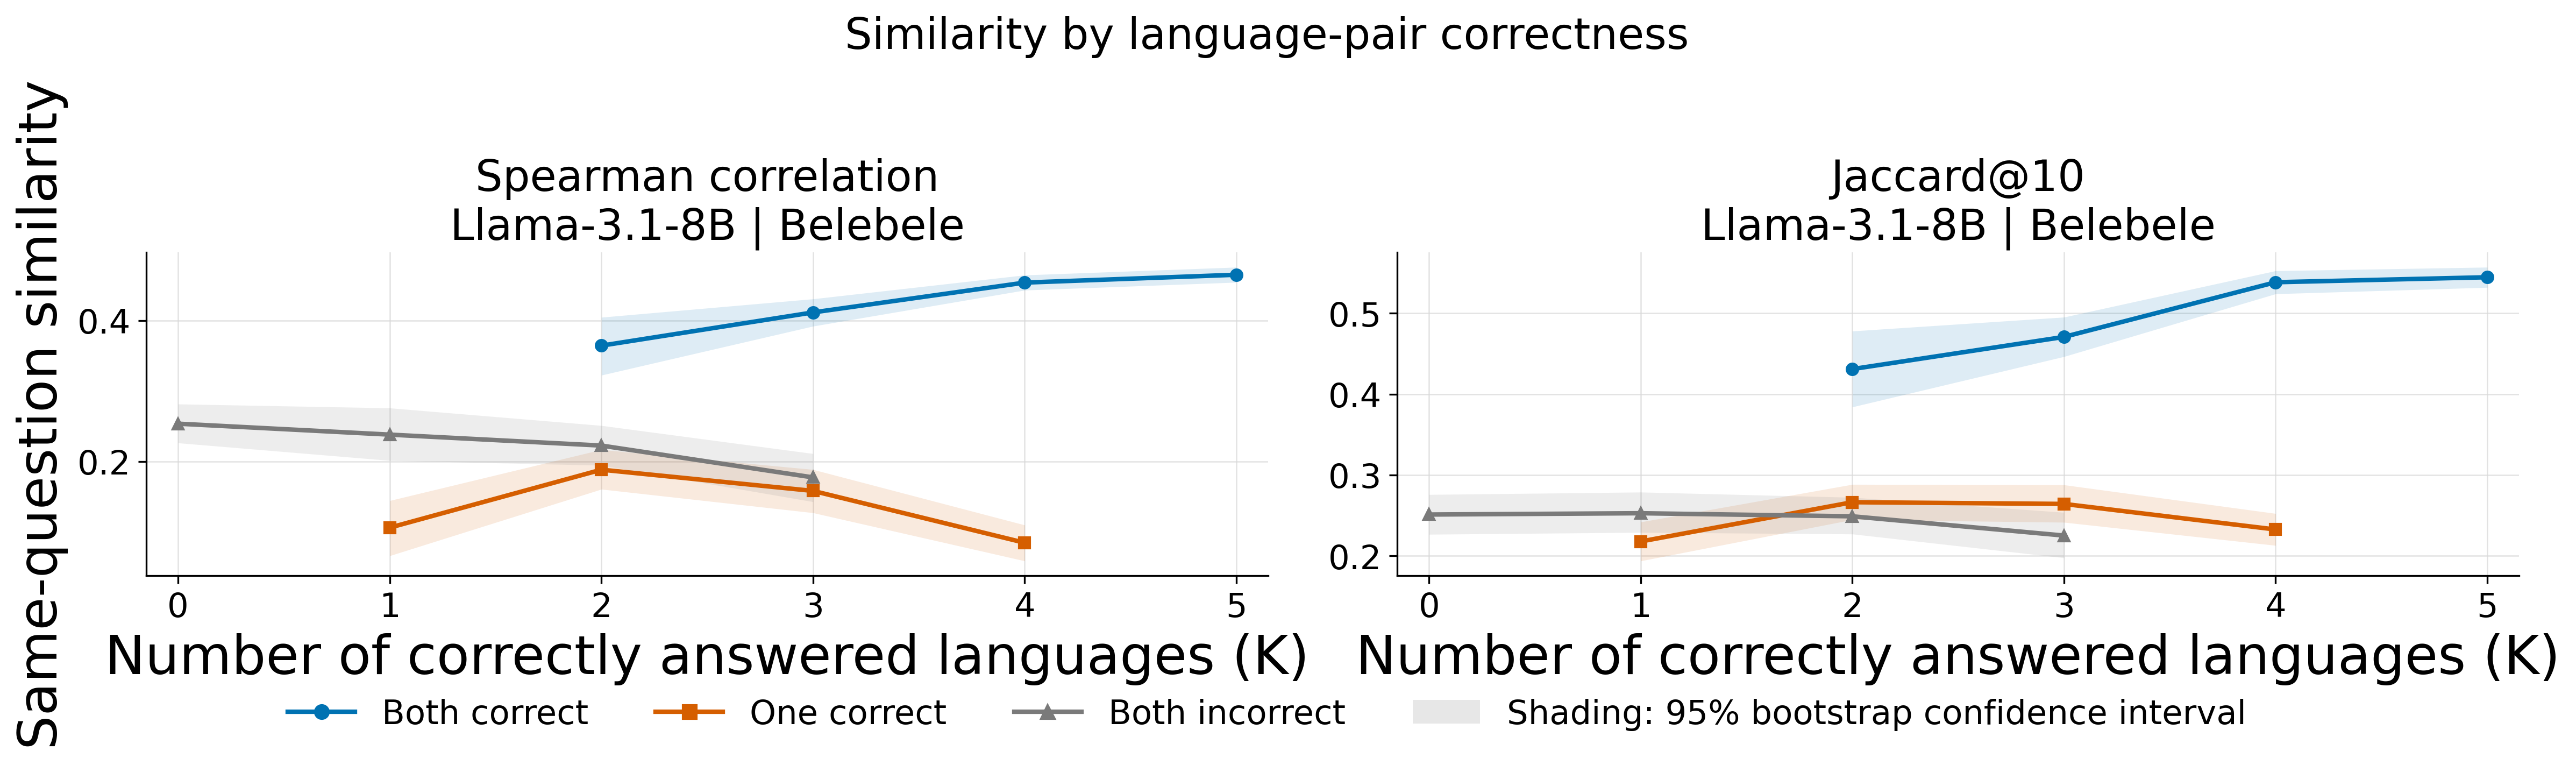 Similarity by language-pair correctness
Same-question similarity
Spearman correlation
Llama-3.1-8B | Belebele
0.4
0.2
0 1 2 3 4 5
Number of correctly answered languages (K)
Jaccard@10
Llama-3.1-8B | Belebele
0.5
0.4
0.3
0.2
0 1 2 3 4 5
Number of correctly answered languages (K)
Both correct One correct Both incorrect Shading: 95% bootstrap confidence interval